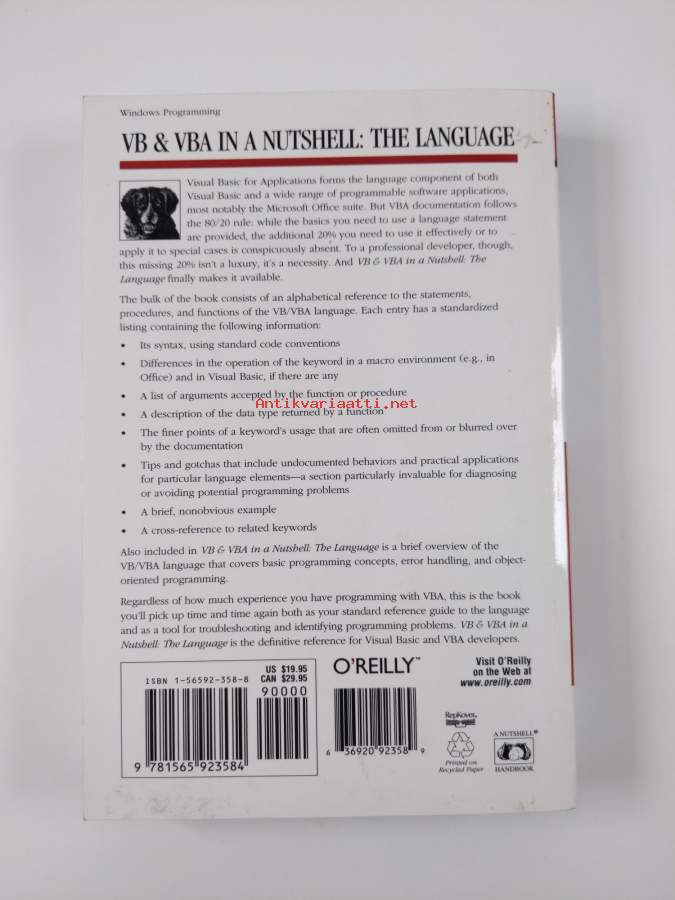 Windows Programming
VB & VBA IN A NUTSHELL: THE LANGUAGE
Visual Basic for Applications forms the language component of both
Visual Basic and a wide range of programmable software applications,
most notably the Microsoft Office suite. But VBA documentation follows
the 80/20 rule: while the basics you need to use a language statement
are provided, the additional 20% you need to use it effectively or to
apply it to special cases is conspicuously absent. To a professional developer, though,
this missing 20% isn't a luxury, it's a necessity. And VB & VBA in a Nutshell: The
Language finally makes it available.
The bulk of the book consists of an alphabetical reference to the statements,
procedures, and functions of the VB/VBA language. Each entry has a standardized
listing containing the following information:
• Its syntax, using standard code conventions
• Differences in the operation of the keyword in a macro environment (e.g., in
Office) and in Visual Basic, if there are any
• A list of arguments accepted by the function or procedure
Antikvariaatti.net
• A description of the data type returned by a function
• The finer points of a keyword's usage that are often omitted from or blurred over
by the documentation
• Tips and gotchas that include undocumented behaviors and practical applications
for particular language elements—a section particularly invaluable for diagnosing
or avoiding potential programming problems
• A brief, nonobvious example
• A cross-reference to related keywords
Also included in VB & VBA in a Nutshell: The Language is a brief overview of the
VB/VBA language that covers basic programming concepts, error handling, and object-
oriented programming.
Regardless of how much experience you have programming with VBA, this is the book
you'll pick up time and time again both as your standard reference guide to the language
and as a tool for troubleshooting and identifying programming problems. VB & VBA in a
Nutshell: The Language is the definitive reference for Visual Basic and VBA developers.
US $19.95
CAN $29.95
ISBN 1-56592-358-8
90000
9 781565 923584
O'REILLY™
6 36920 92358 9
Visit O'Reilly
on the Web at
www.oreilly.com
RepKover
Printed on
Recycled Paper
A NUTSHELL®
HANDBOOK